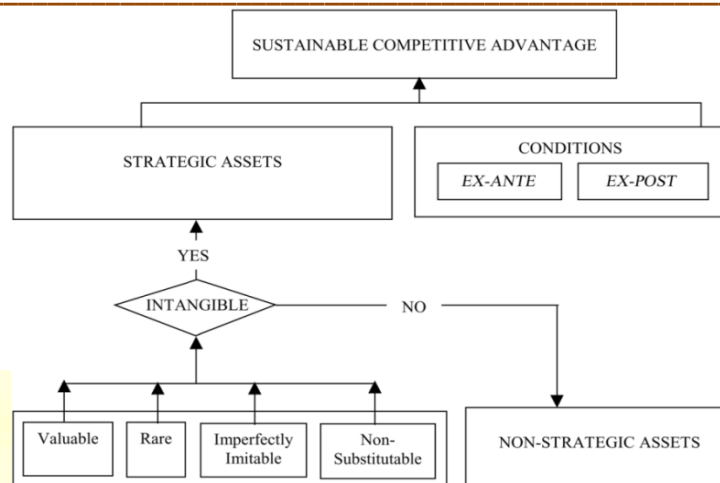 SUSTAINABLE COMPETITIVE ADVANTAGE
STRATEGIC ASSETS
CONDITIONS
EX-ANTE
EX-POST
YES
INTANGIBLE
NO
Valuable
Rare
Imperfectly
Imitable
Non-
Substitutable
NON-STRATEGIC ASSETS